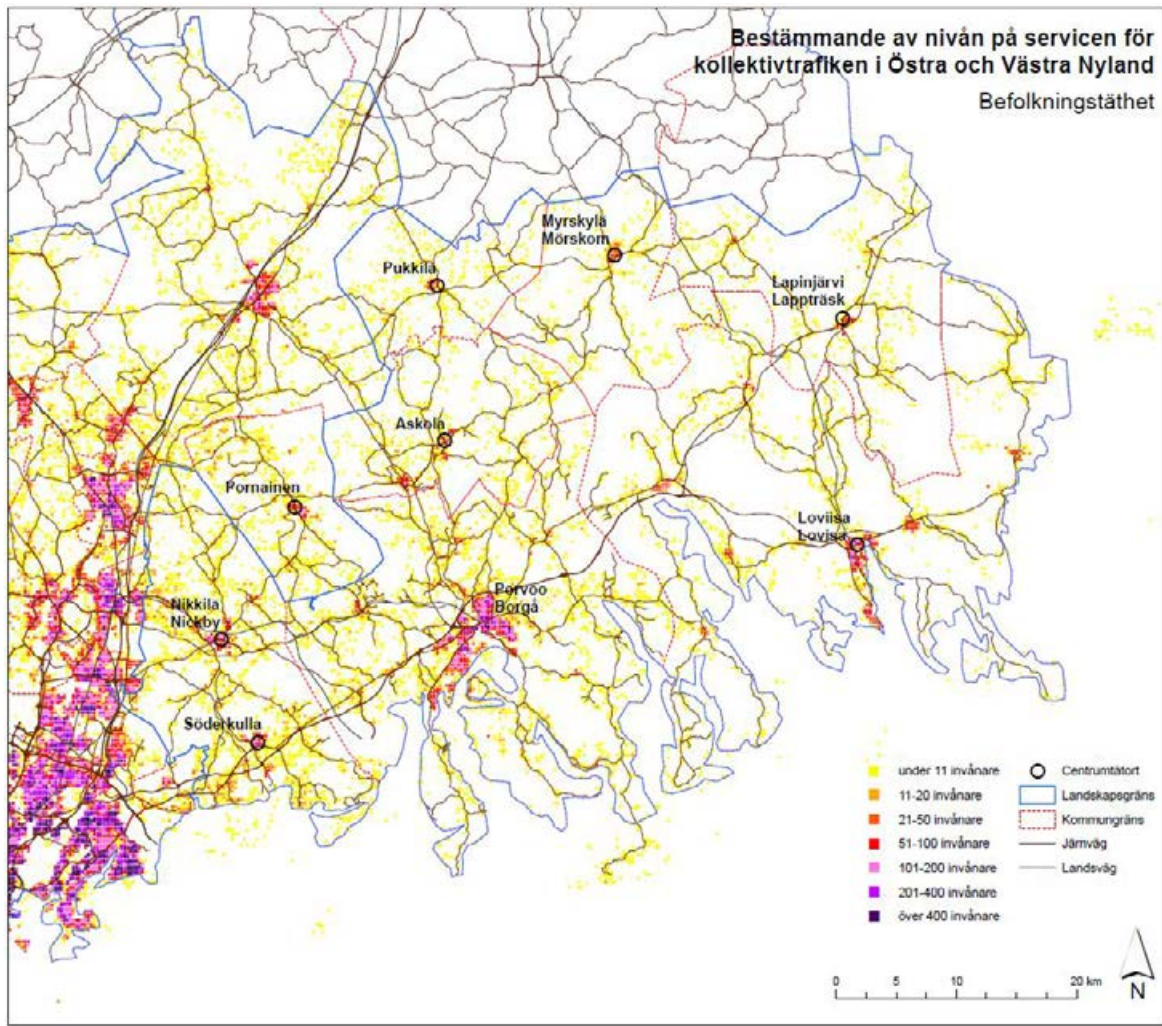 Bestämmande av nivån på servicen för
kollektivtrafiken i Östra och Västra Nyland
Befolkningstäthet
Myrskylä
Mörskom
Pukkila
Lapinjärvi
Lappträsk
Askola
Pornainen
Loviisa
Lovisa
Porvoo
Borgå
Nikkilä
Nickby
Söderkulla
under 11 invånare
11-20 invånare
21-50 invånare
51-100 invånare
101-200 invånare
201-400 invånare
över 400 invånare
Centrumtätort
Landskapsgräns
Kommungräns
Järnväg
Landsväg
0 5 10 20 km
N